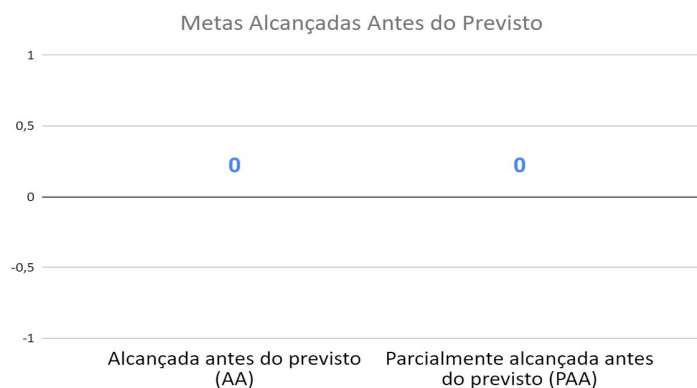 Metas Alcançadas Antes do Previsto
1
0,5
0 0
0
-0,5
-1
Alcançada antes do previsto
(AA)
Parcialmente alcançada antes
do previsto (PAA)